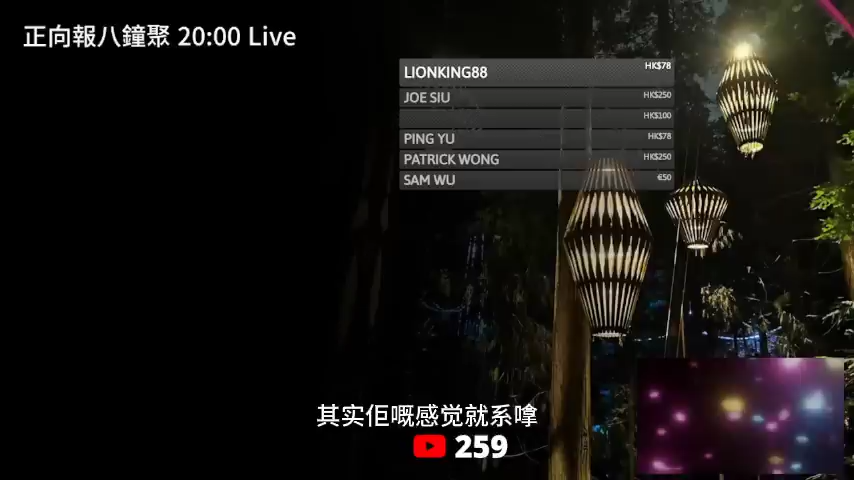 正向報八鐘聚 20:00 Live
LIONKING88 HK$78
JOE SIU HK$250
HK$100
PING YU HK$78
PATRICK WONG HK$250
SAM WU €50
其实佢嘅感觉就系嗱
259